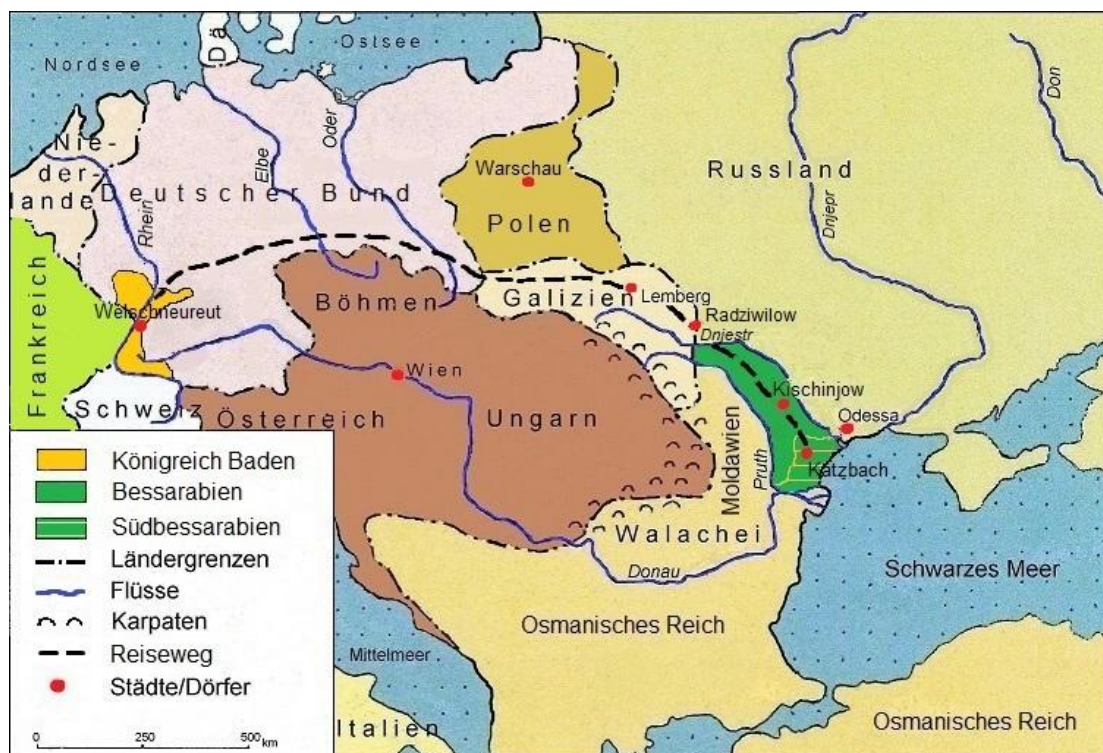 Ostsee
Dä
Nordsee
Don
Nie-
der-
lande
Rhein
Elbe
Oder
Deutscher Bund
Warschau
Polen
Russland
Dnjepr
Frankreich
Welschneureut
Böhmen
Galizien
Lemberg
Radziwilow
Dnjestr
Wien
Kischinjow
Odessa
Schweiz
Österreich
Ungarn
Moldawien
Pruth
Katzbach
Walachei
Donau
Schwarzes Meer
Osmanisches Reich
Mittelmeer
Italien
Osmanisches Reich
Königreich Baden
Bessarabien
Südbessarabien
Ländergrenzen
Flüsse
Karpaten
Reiseweg
Städte/Dörfer
0 250 500 km